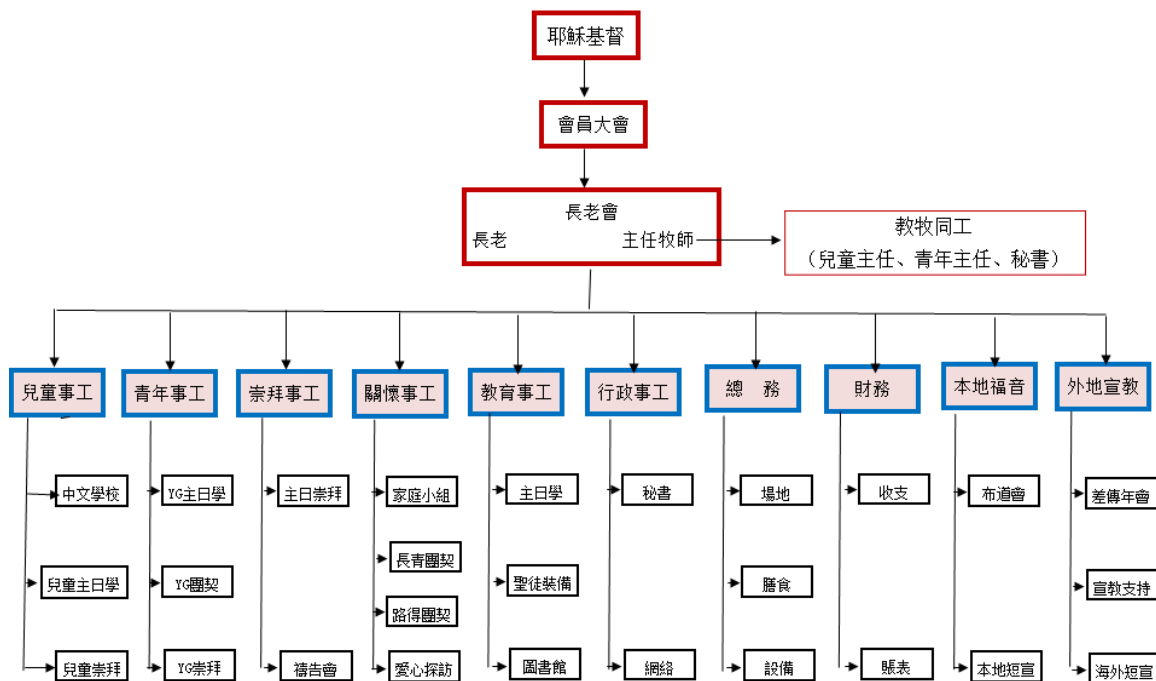 耶穌基督
會員大會
長老會
長老 主任牧師
教牧同工
（兒童主任、青年主任、秘書）
兒童事工
青年事工
崇拜事工
關懷事工
教育事工
行政事工
總務
財務
本地福音
外地宣教
中文學校
YG主日學
主日崇拜
家庭小組
主日學
秘書
場地
收支
布道會
差傳年會
長青團契
兒童主日學
YG團契
聖徒裝備
膳食
宣教支持
路得團契
兒童崇拜
YG崇拜
禱告會
愛心探訪
圖書館
網絡
設備
賬表
本地短宣
海外短宣